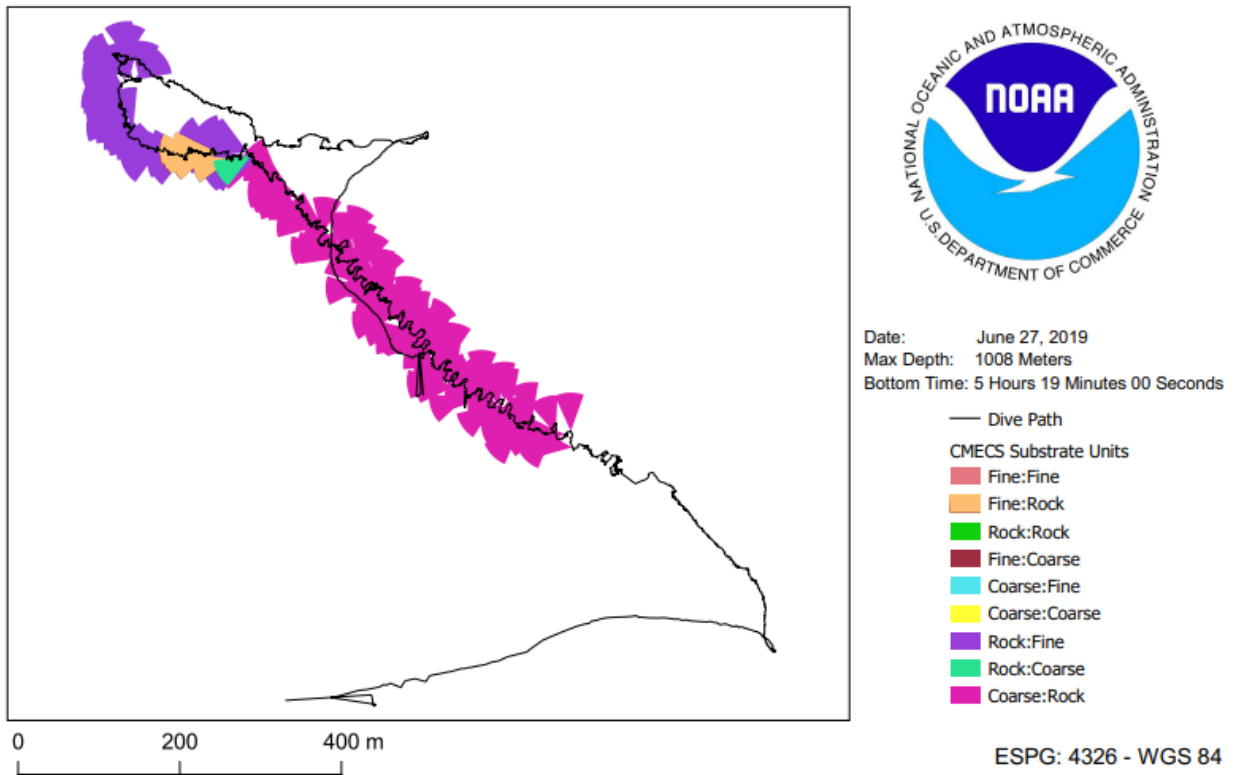 NATIONAL OCEANIC AND ATMOSPHERIC ADMINISTRATION
U.S. DEPARTMENT OF COMMERCE
NOAA
Date: June 27, 2019
Max Depth: 1008 Meters
Bottom Time: 5 Hours 19 Minutes 00 Seconds
Dive Path
CMECS Substrate Units
Fine:Fine
Fine:Rock
Rock:Rock
Fine:Coarse
Coarse:Fine
Coarse:Coarse
Rock:Fine
Rock:Coarse
Coarse:Rock
0 200 400 m
ESPG: 4326 - WGS 84